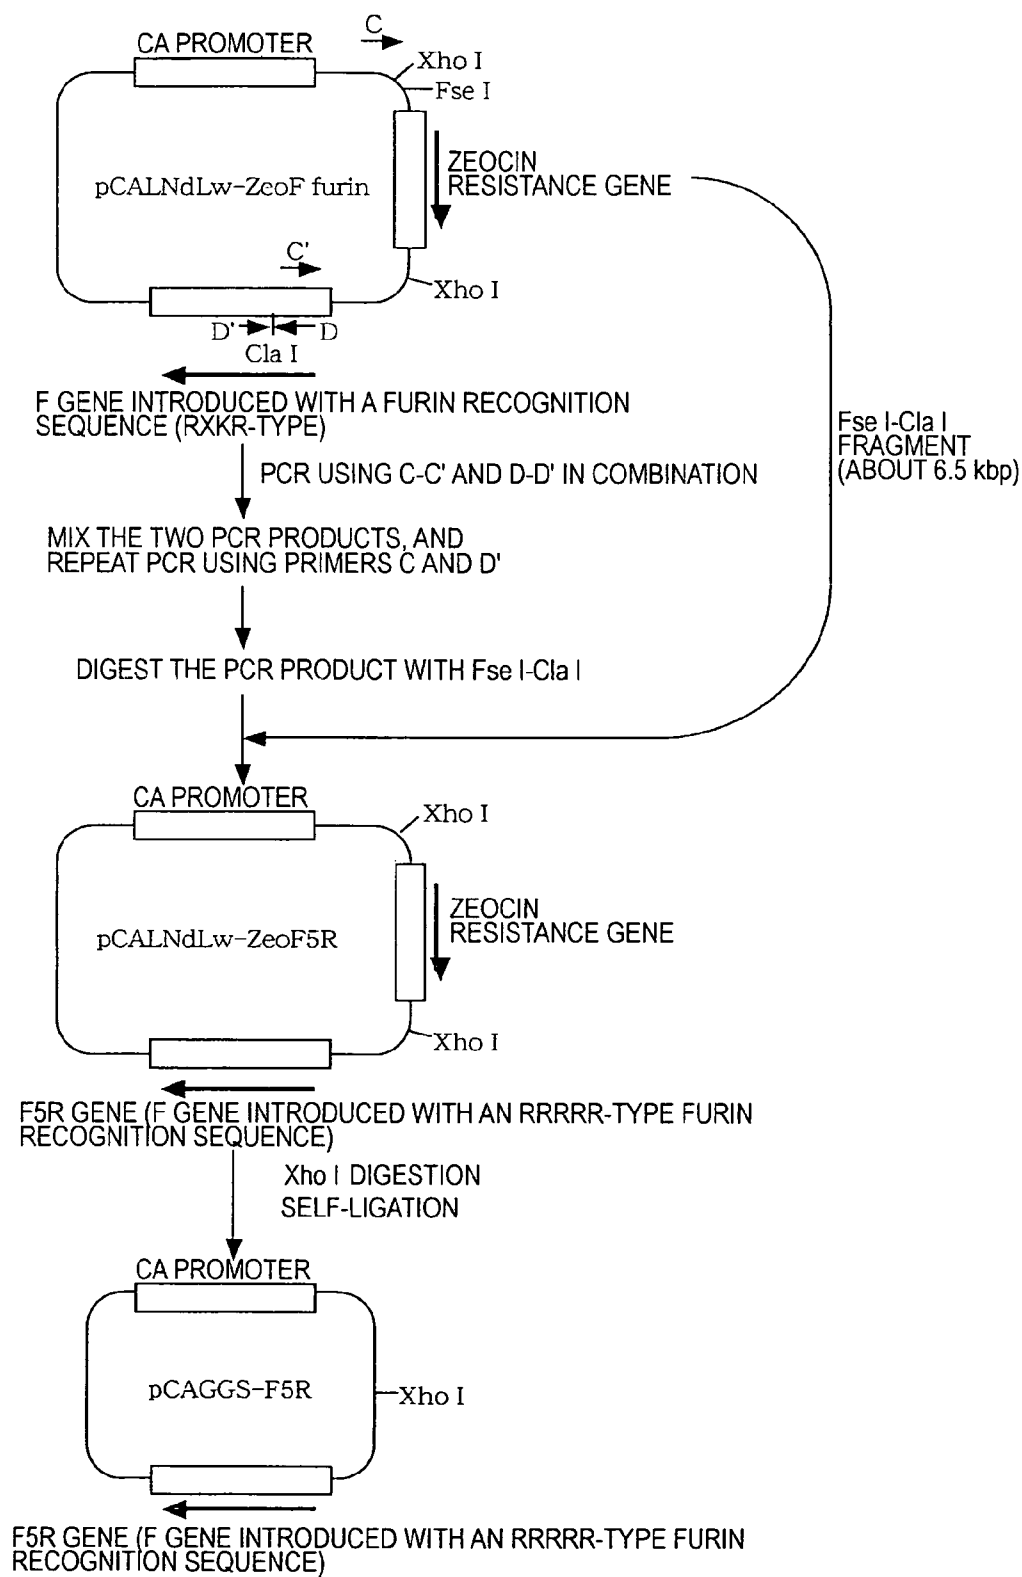 C
CA PROMOTER
Xho I
Fse I
ZEOCIN
RESISTANCE GENE
pCALNdLw-ZeoF furin
C'
Xho I
D' D
Cla I
F GENE INTRODUCED WITH A FURIN RECOGNITION
SEQUENCE (RXKR-TYPE)
Fse I-Cla I
FRAGMENT
(ABOUT 6.5 kbp)
PCR USING C-C' AND D-D' IN COMBINATION
MIX THE TWO PCR PRODUCTS, AND
REPEAT PCR USING PRIMERS C AND D'
DIGEST THE PCR PRODUCT WITH Fse I-Cla I
CA PROMOTER
Xho I
ZEOCIN
RESISTANCE GENE
pCALNdLw-ZeoF5R
Xho I
F5R GENE (F GENE INTRODUCED WITH AN RRRRR-TYPE FURIN
RECOGNITION SEQUENCE)
Xho I DIGESTION
SELF-LIGATION
CA PROMOTER
pCAGGS-F5R
Xho I
F5R GENE (F GENE INTRODUCED WITH AN RRRRR-TYPE FURIN
RECOGNITION SEQUENCE)